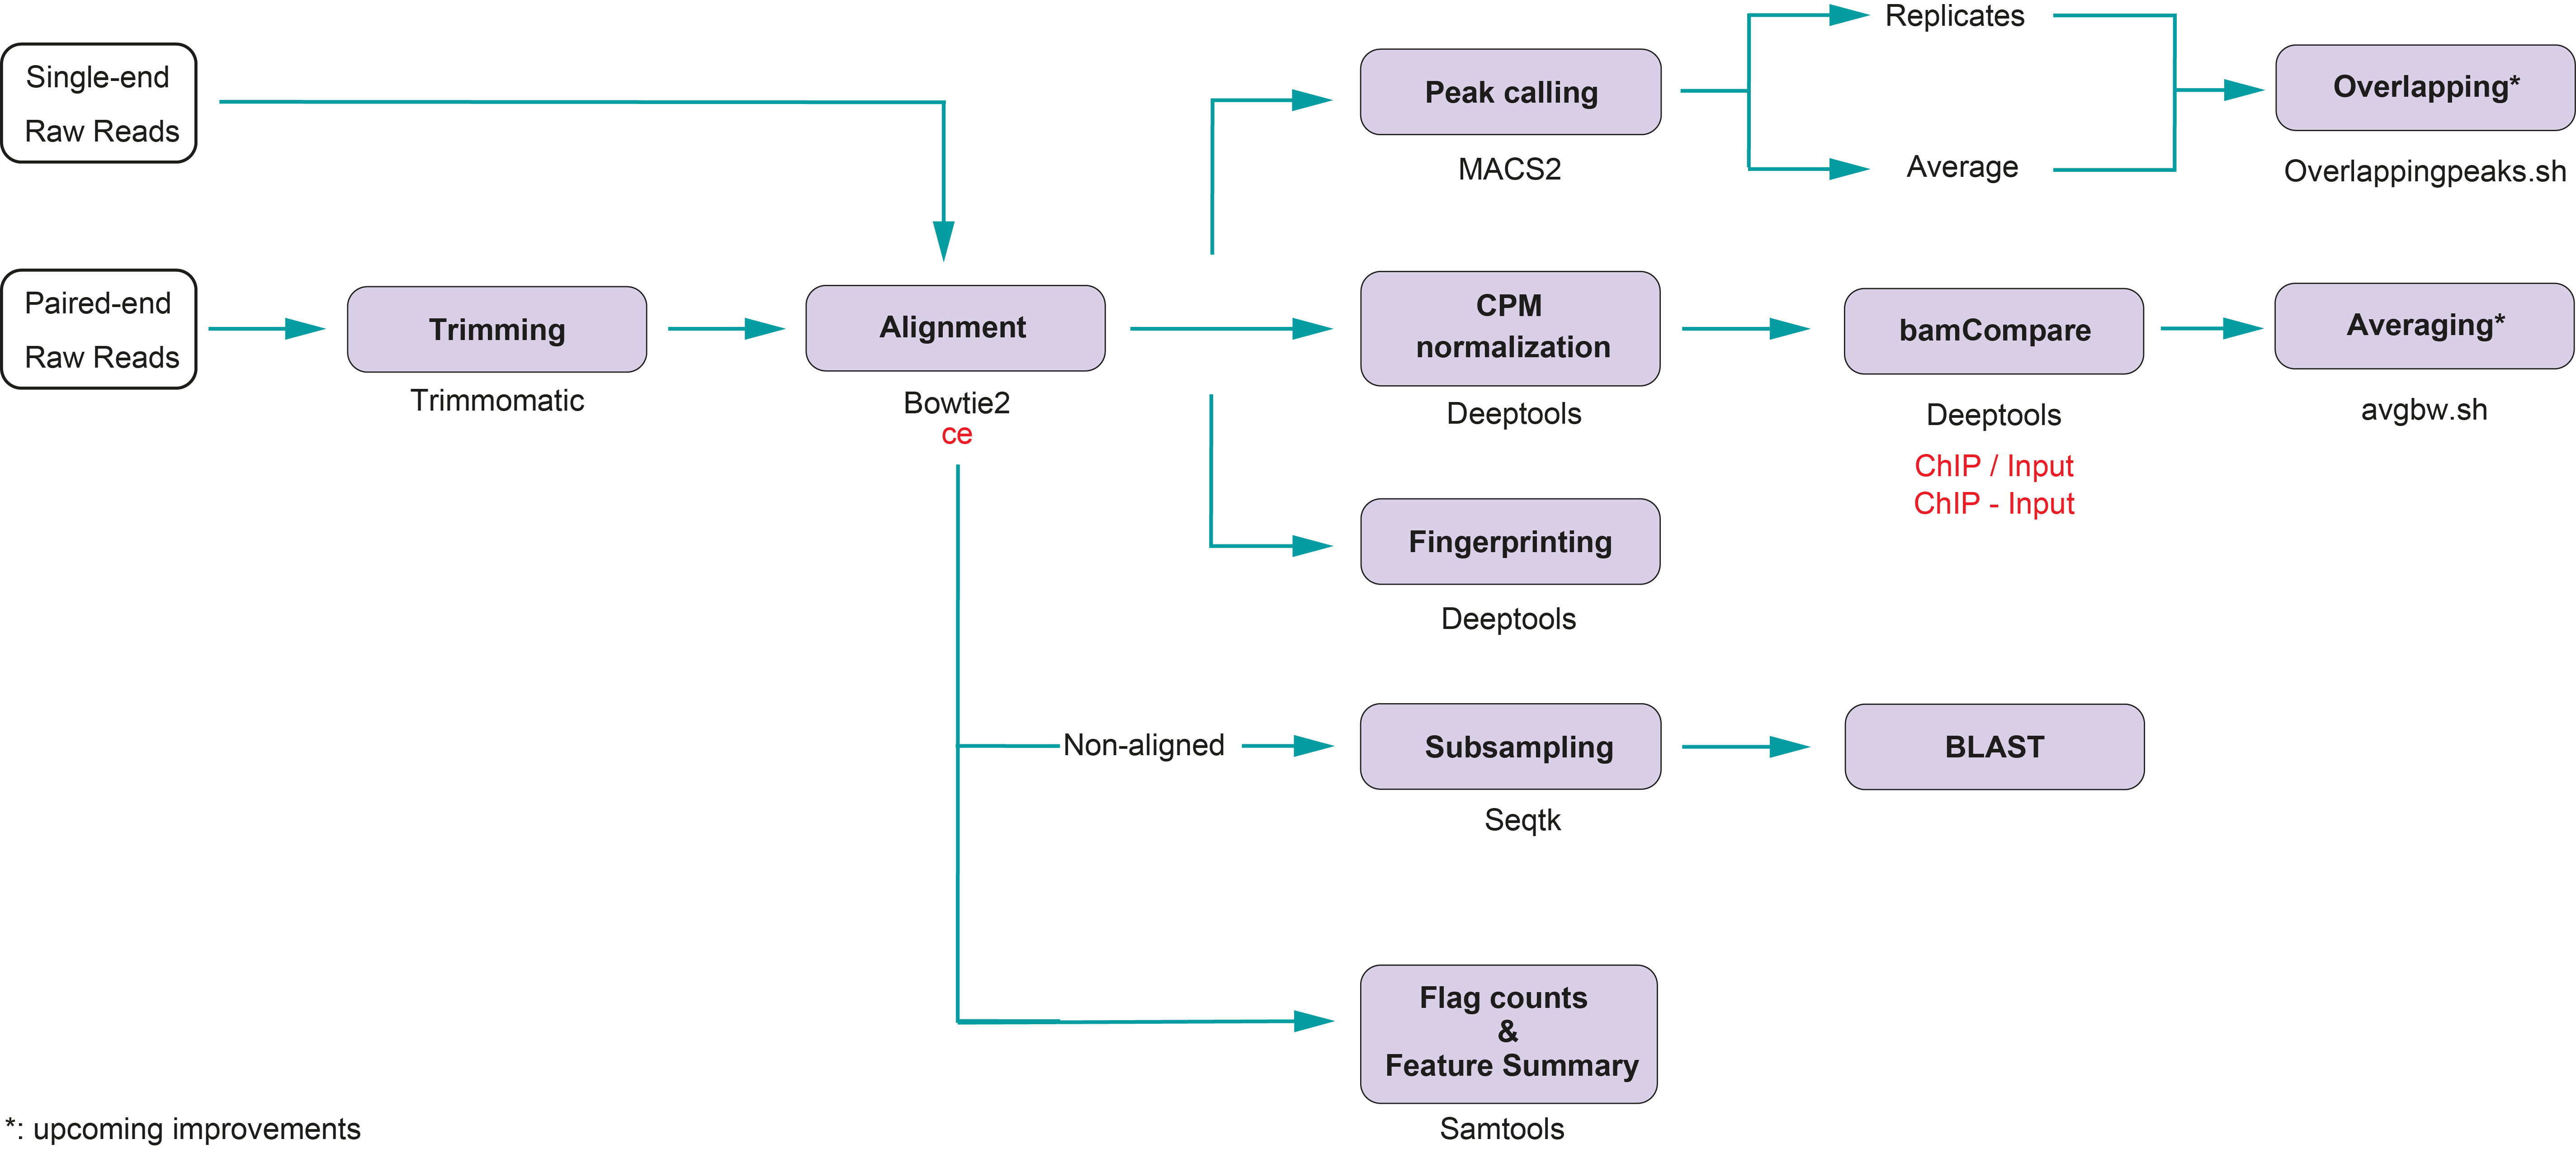 Single-end
Raw Reads
Paired-end
Raw Reads
Trimming
Trimmomatic
Alignment
Bowtie2
ce
Peak calling
MACS2
Replicates
Average
Overlapping*
Overlappingpeaks.sh
CPM
normalization
Deeptools
bamCompare
Deeptools
ChIP / Input
ChIP - Input
Averaging*
avgbw.sh
Fingerprinting
Deeptools
Non-aligned
Subsampling
Seqtk
BLAST
Flag counts
&
Feature Summary
Samtools
*: upcoming improvements